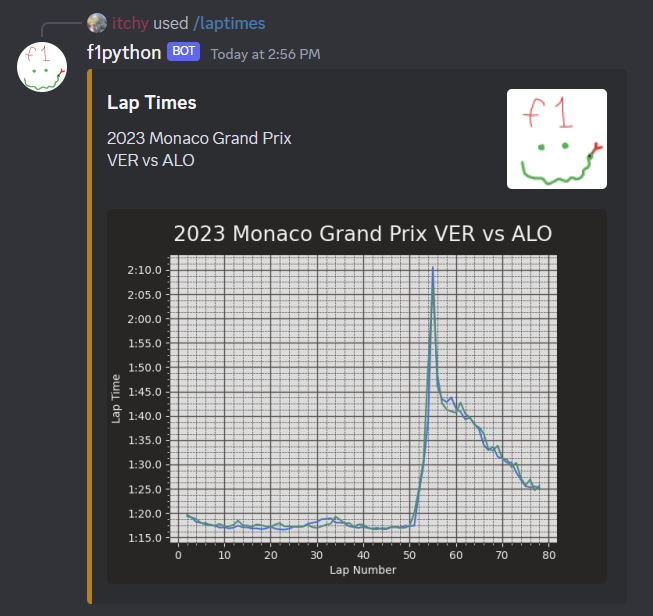 itchy used /laptimes
f1
f1python BOT Today at 2:56 PM
Lap Times
f1
2023 Monaco Grand Prix
VER vs ALO
2023 Monaco Grand Prix VER vs ALO
2:10.0
2:05.0
2:00.0
1:55.0
1:50.0
1:45.0
1:40.0
1:35.0
1:30.0
1:25.0
1:20.0
1:15.0
Lap Time
0 10 20 30 40 50 60 70 80
Lap Number